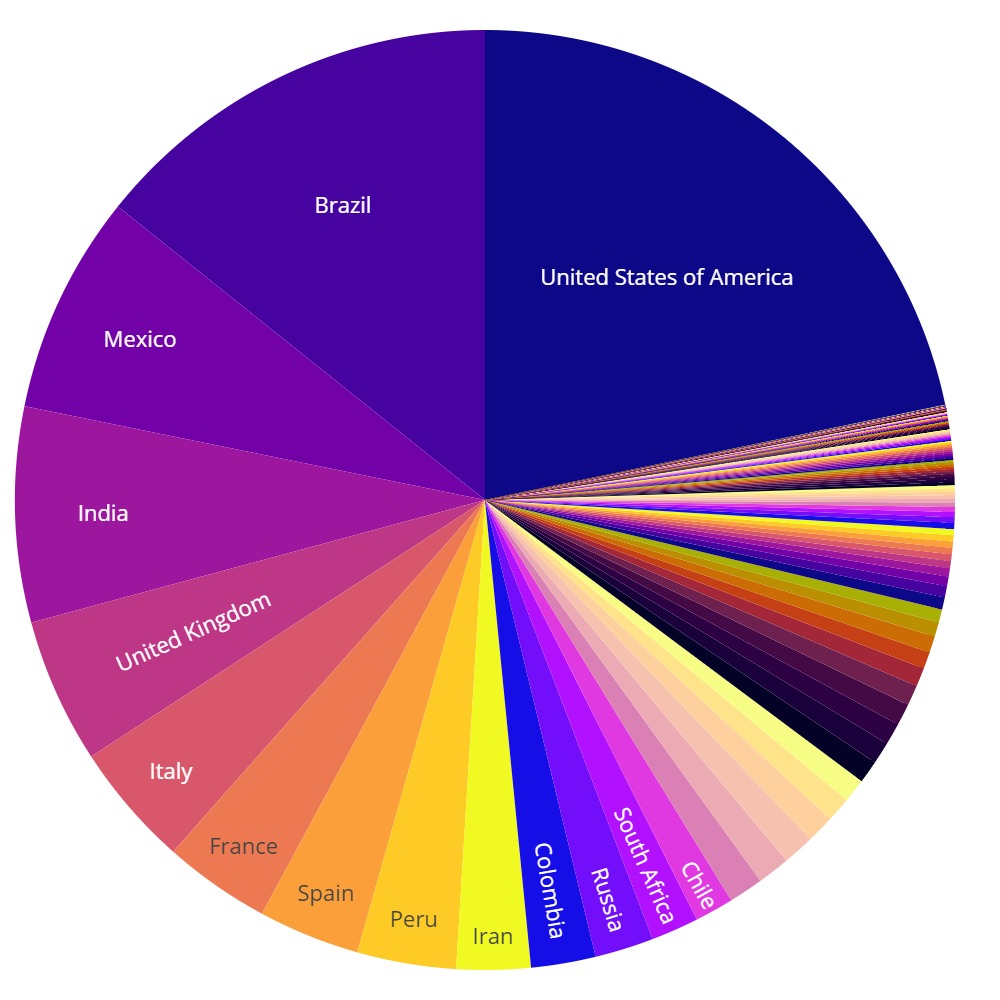 Brazil
United States of America
Mexico
India
United Kingdom
Italy
France
Spain
Peru
Iran
Colombia
Russia
South Africa
Chile